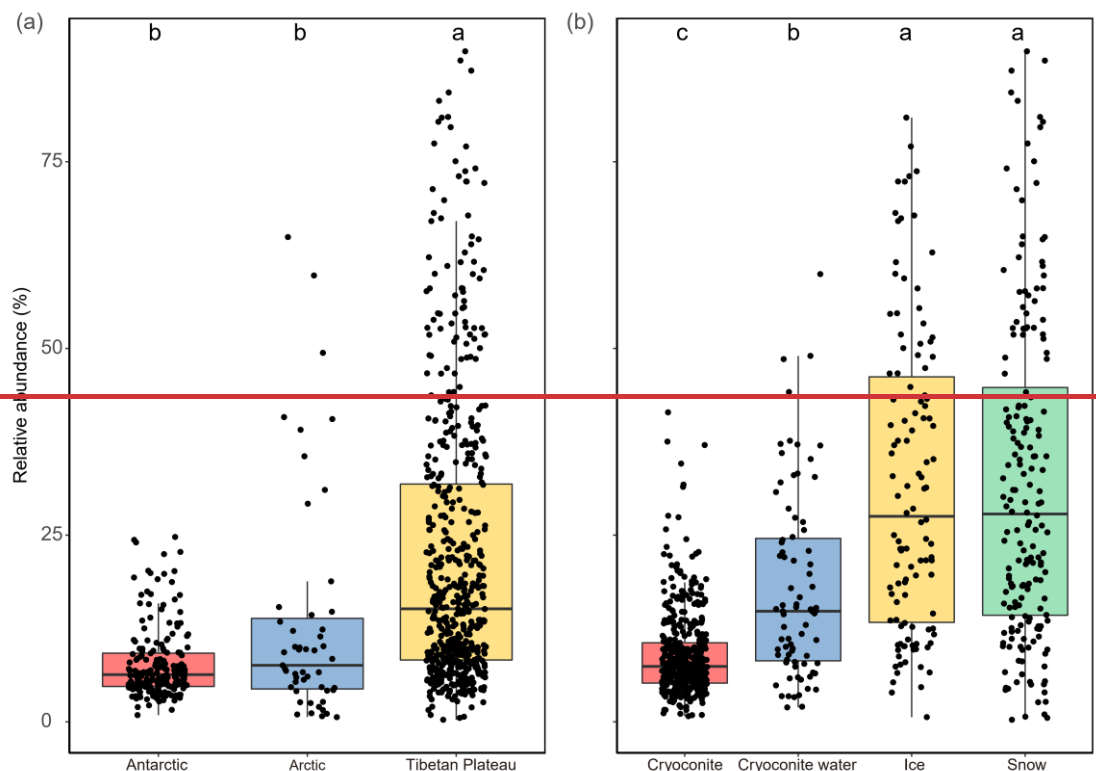 (a)
b
b
a
(b)
c
b
a
a
Relative abundance (%)
75
50
25
0
Antarctic
Arctic
Tibetan Plateau
Cryoconite
Cryoconite water
Ice
Snow